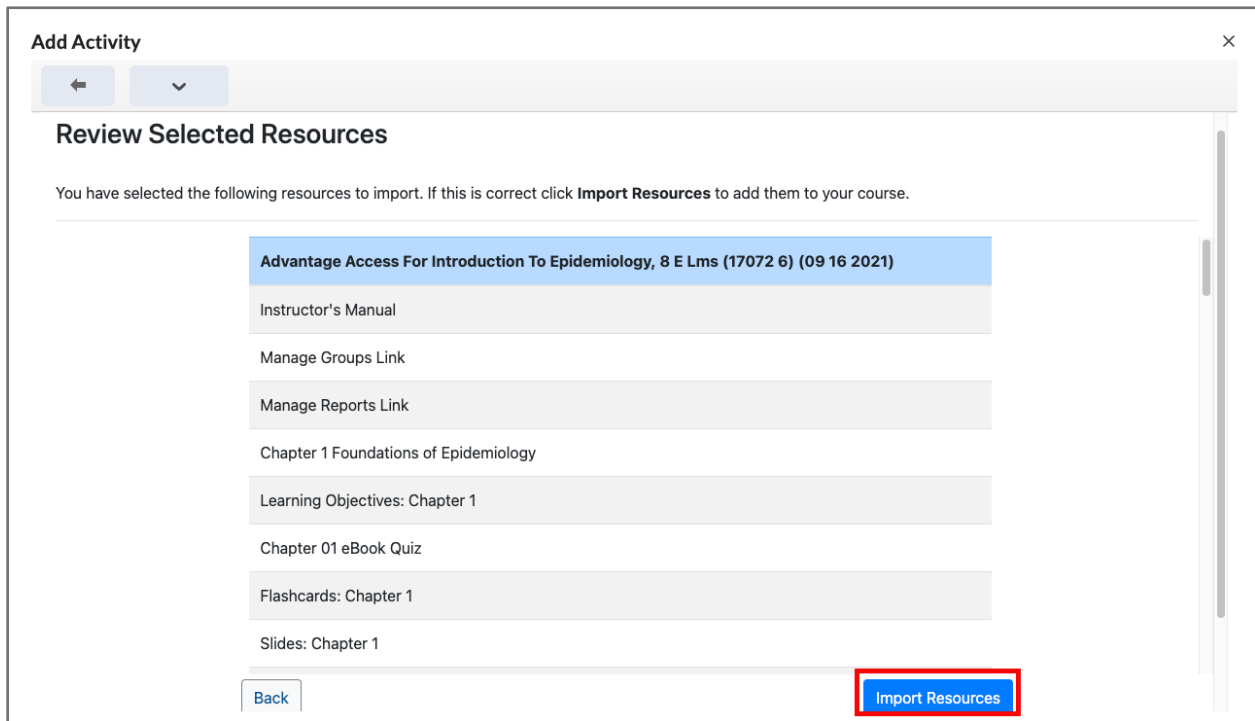 Add Activity
Review Selected Resources
You have selected the following resources to import. If this is correct click Import Resources to add them to your course.
Advantage Access For Introduction To Epidemiology, 8 E Lms (17072 6) (09 16 2021)
Instructor's Manual
Manage Groups Link
Manage Reports Link
Chapter 1 Foundations of Epidemiology
Learning Objectives: Chapter 1
Chapter 01 eBook Quiz
Flashcards: Chapter 1
Slides: Chapter 1
Back
Import Resources